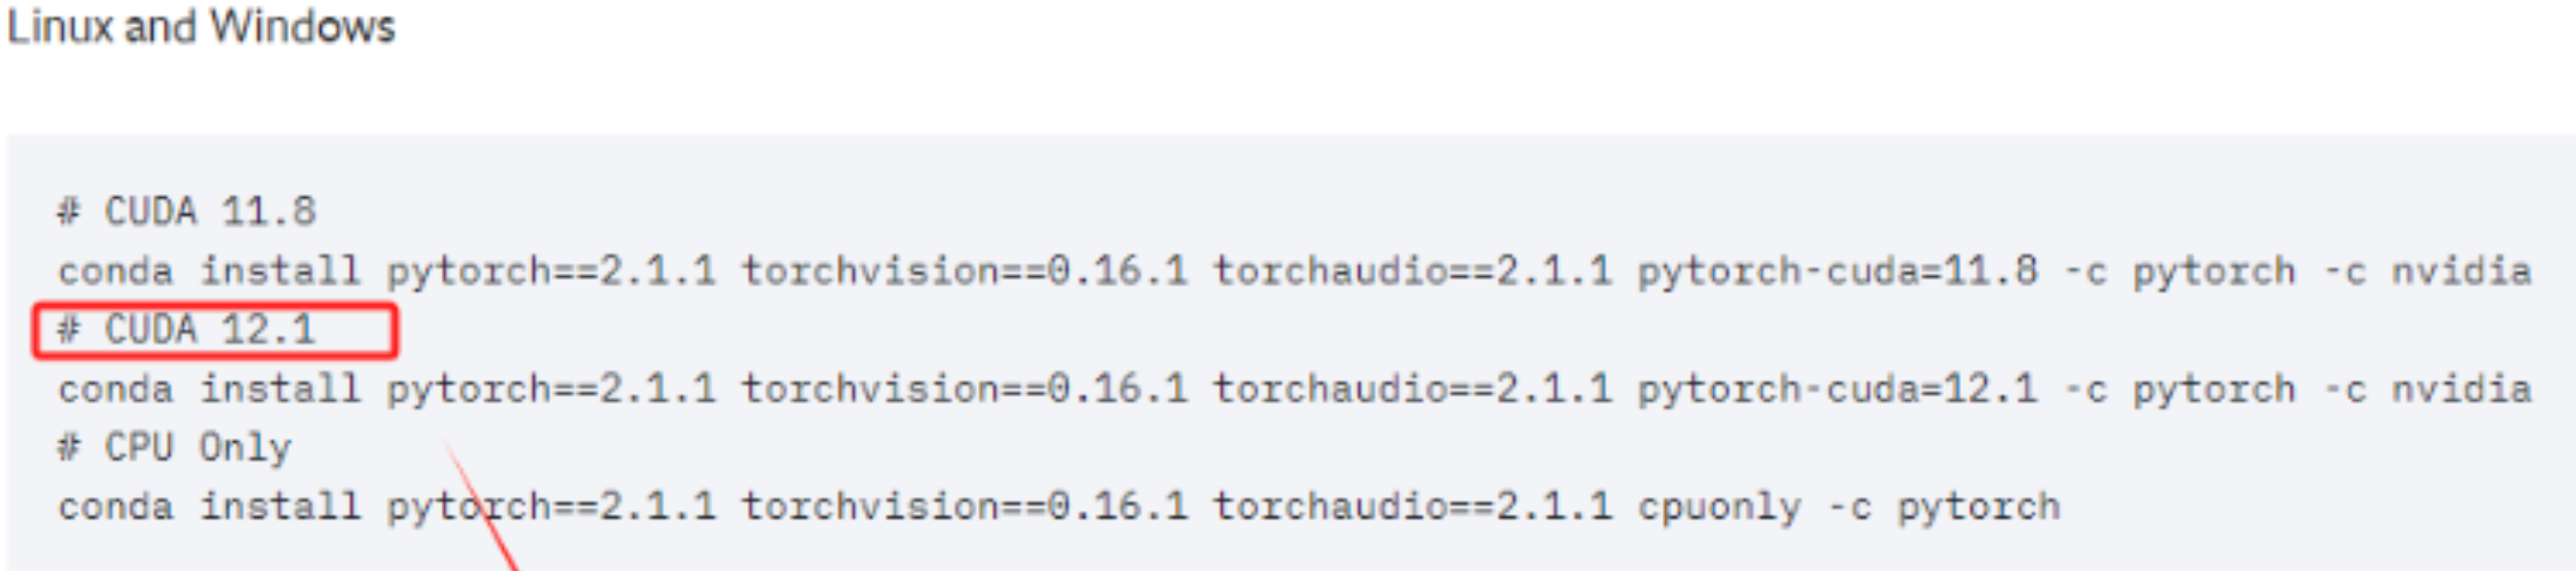 Linux and Windows
# CUDA 11.8
conda install pytorch==2.1.1 torchvision==0.16.1 torchaudio==2.1.1 pytorch-cuda=11.8 -c pytorch -c nvidia
# CUDA 12.1
conda install pytorch==2.1.1 torchvision==0.16.1 torchaudio==2.1.1 pytorch-cuda=12.1 -c pytorch -c nvidia
# CPU Only
conda install pytorch==2.1.1 torchvision==0.16.1 torchaudio==2.1.1 cpuonly -c pytorch